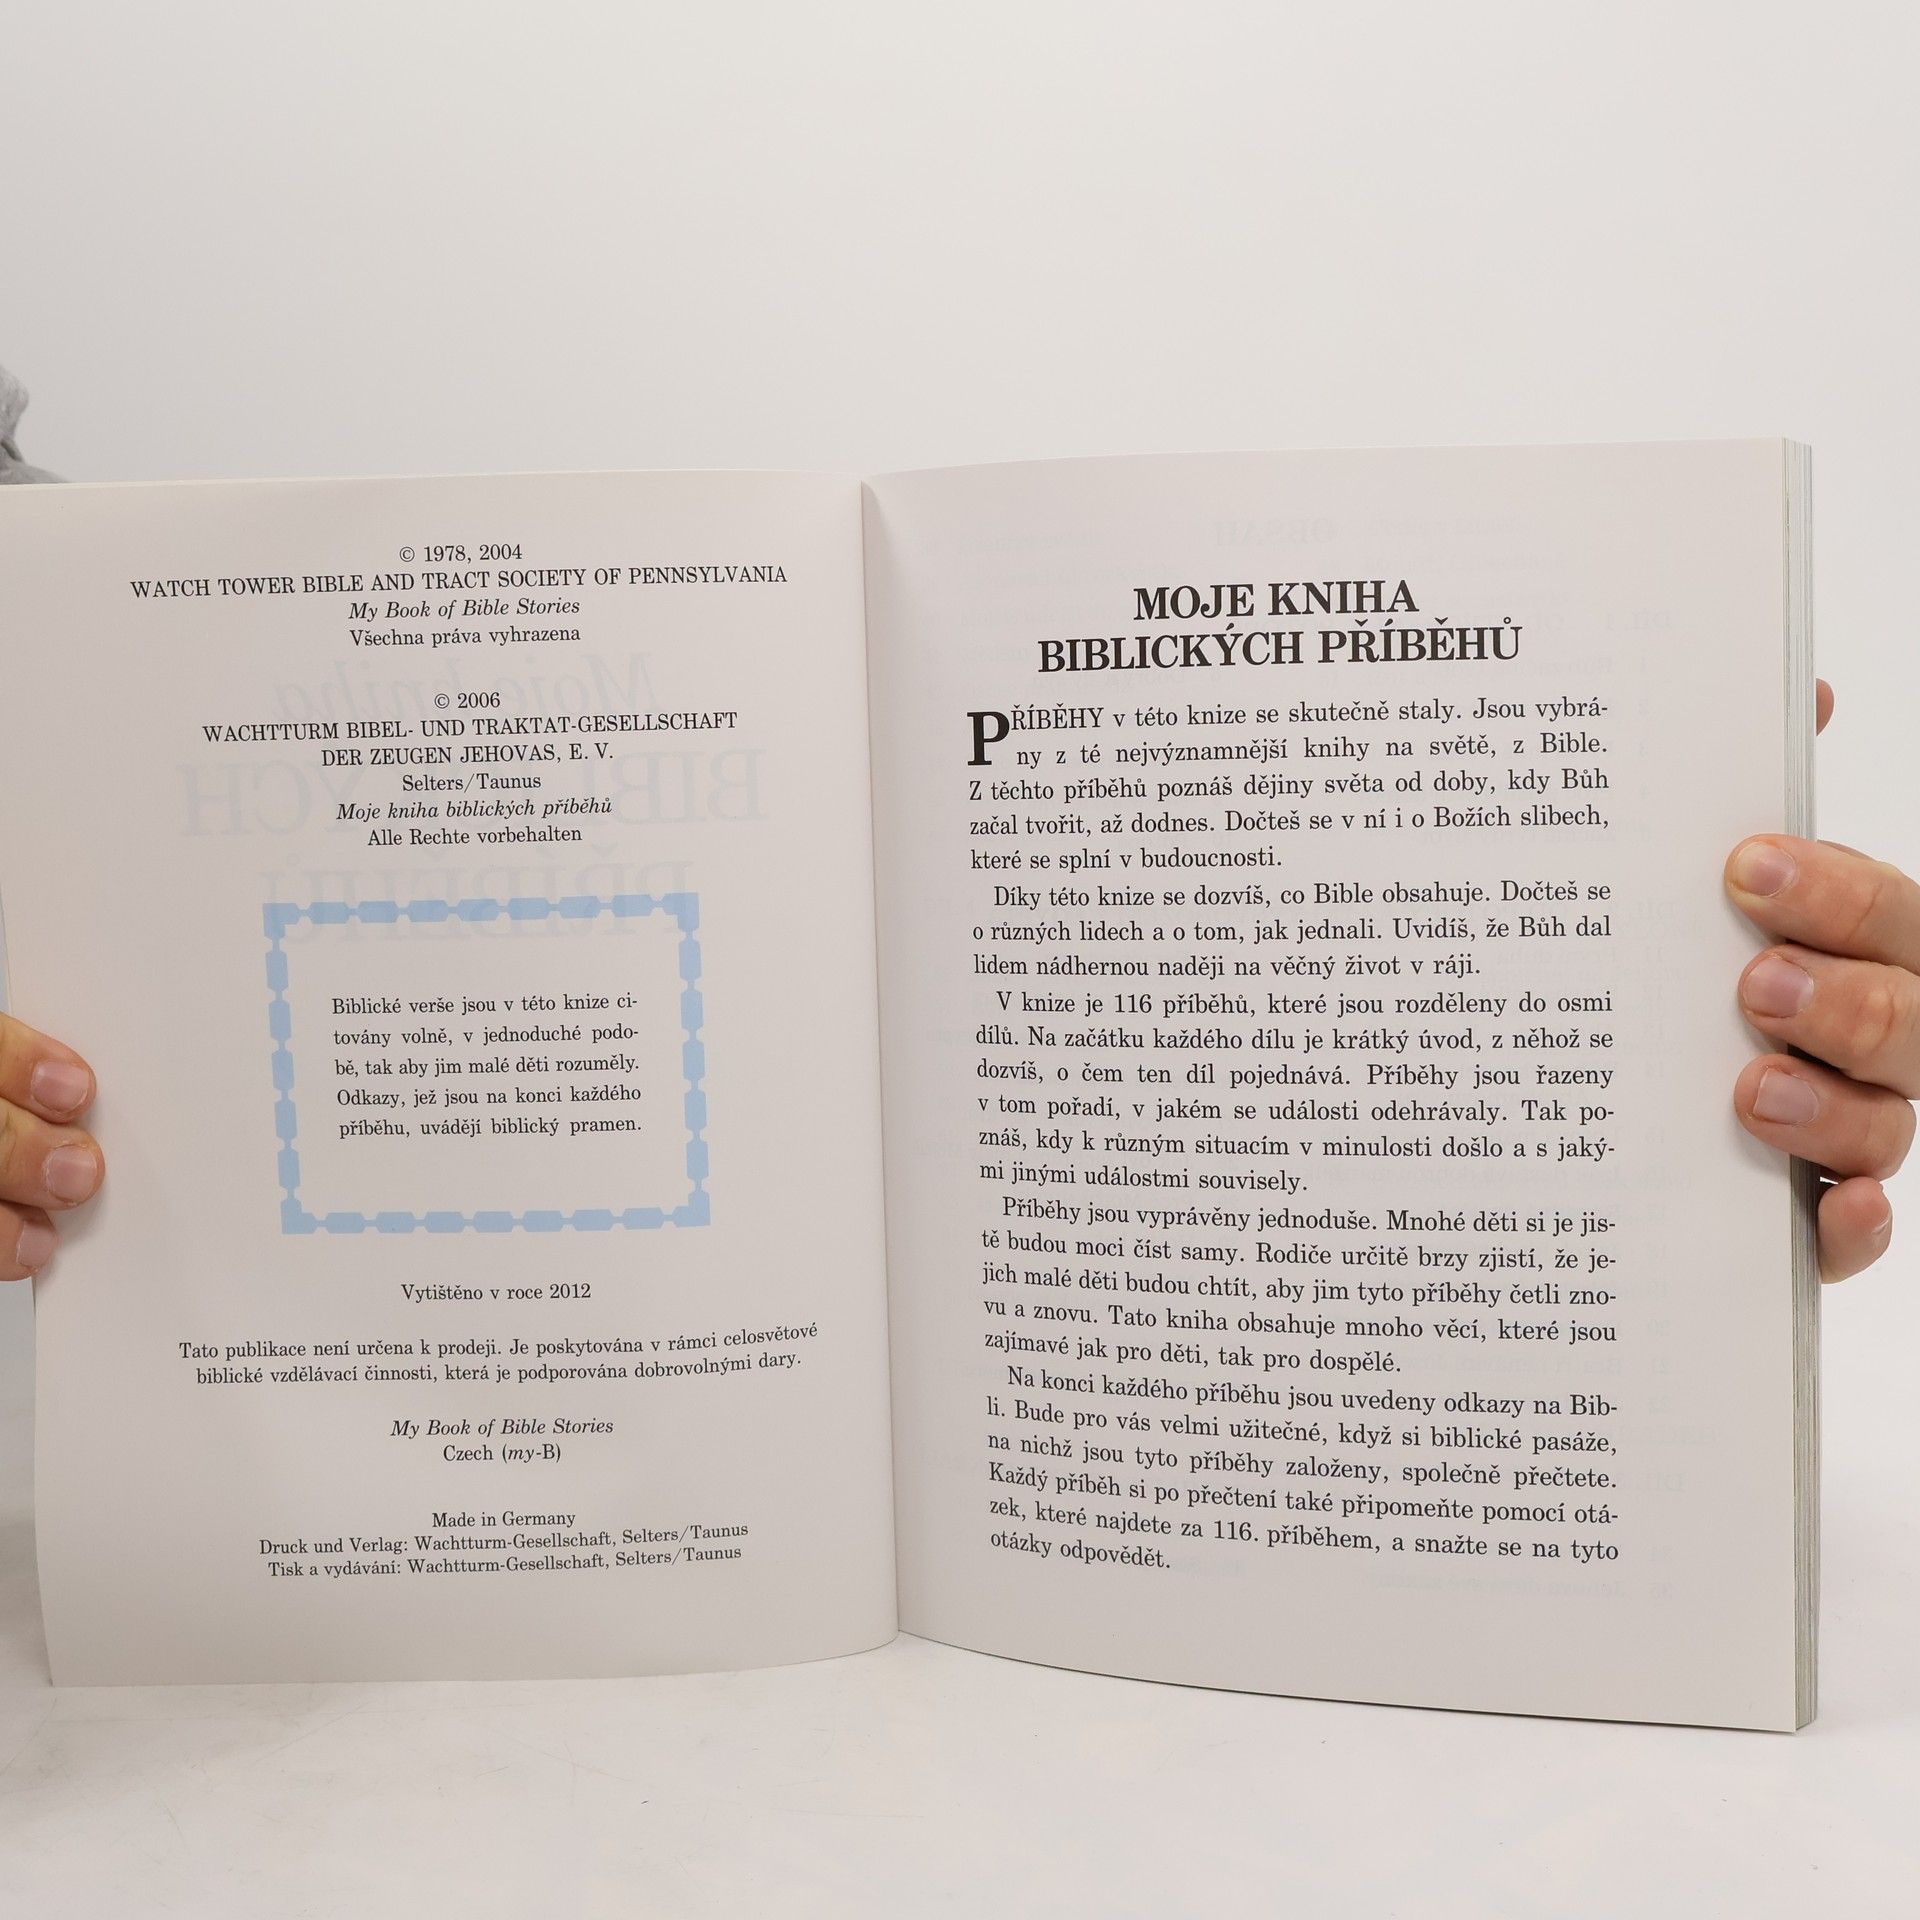 © 1978, 2004
WATCH TOWER BIBLE AND TRACT SOCIETY OF PENNSYLVANIA
My Book of Bible Stories
Všechna práva vyhrazena
© 2006
WACHTTURM BIBEL- UND TRAKTAT-GESELLSCHAFT
DER ZEUGEN JEHOVAS, E. V.
Selters/Taunus
Moje kniha biblických příběhů
Alle Rechte vorbehalten
Biblické verše jsou v této knize ci-
továny volně, v jednoduché podo-
bě, tak aby jim malé děti rozuměly.
Odkazy, jež jsou na konci každého
příběhu, uvádějí biblický pramen.
Vytištěno v roce 2012
Tato publikace není určena k prodeji. Je poskytována v rámci celosvětové
biblické vzdělávací činnosti, která je podporována dobrovolnými dary.
My Book of Bible Stories
Czech (my-B)
Made in Germany
Druck und Verlag: Wachtturm-Gesellschaft, Selters/Taunus
Tisk a vydávání: Wachtturm-Gesellschaft, Selters/Taunus
MOJE KNIHA
BIBLICKÝCH PŘÍBĚHŮ
PŘÍBĚHY v této knize se skutečně staly. Jsou vybrá-
ny z té nejvýznamnější knihy na světě, z Bible.
Z těchto příběhů poznáš dějiny světa od doby, kdy Bůh
začal tvořit, až dodnes. Dočteš se v ní i o Božích slibech,
které se splní v budoucnosti.
Díky této knize se dozvíš, co Bible obsahuje. Dočteš se
o různých lidech a o tom, jak jednali. Uvidíš, že Bůh dal
lidem nádhernou naději na věčný život v ráji.
V knize je 116 příběhů, které jsou rozděleny do osmi
dílů. Na začátku každého dílu je krátký úvod, z něhož se
dozvíš, o čem ten díl pojednává. Příběhy jsou řazeny
v tom pořadí, v jakém se události odehrávaly. Tak po-
znáš, kdy k různým situacím v minulosti došlo a s jaký-
mi jinými událostmi souvisely.
Příběhy jsou vyprávěny jednoduše. Mnohé děti si je jis-
tě budou moci číst samy. Rodiče určitě brzy zjistí, že je-
jich malé děti budou chtít, aby jim tyto příběhy četli zno-
vu a znovu. Tato kniha obsahuje mnoho věcí, které jsou
zajímavé jak pro děti, tak pro dospělé.
Na konci každého příběhu jsou uvedeny odkazy na Bib-
li. Bude pro vás velmi užitečné, když si biblické pasáže,
na nichž jsou tyto příběhy založeny, společně přečtete.
Každý příběh si po přečtení také připomeňte pomocí otá-
zek, které najdete za 116. příběhem, a snažte se na tyto
otázky odpovědět.